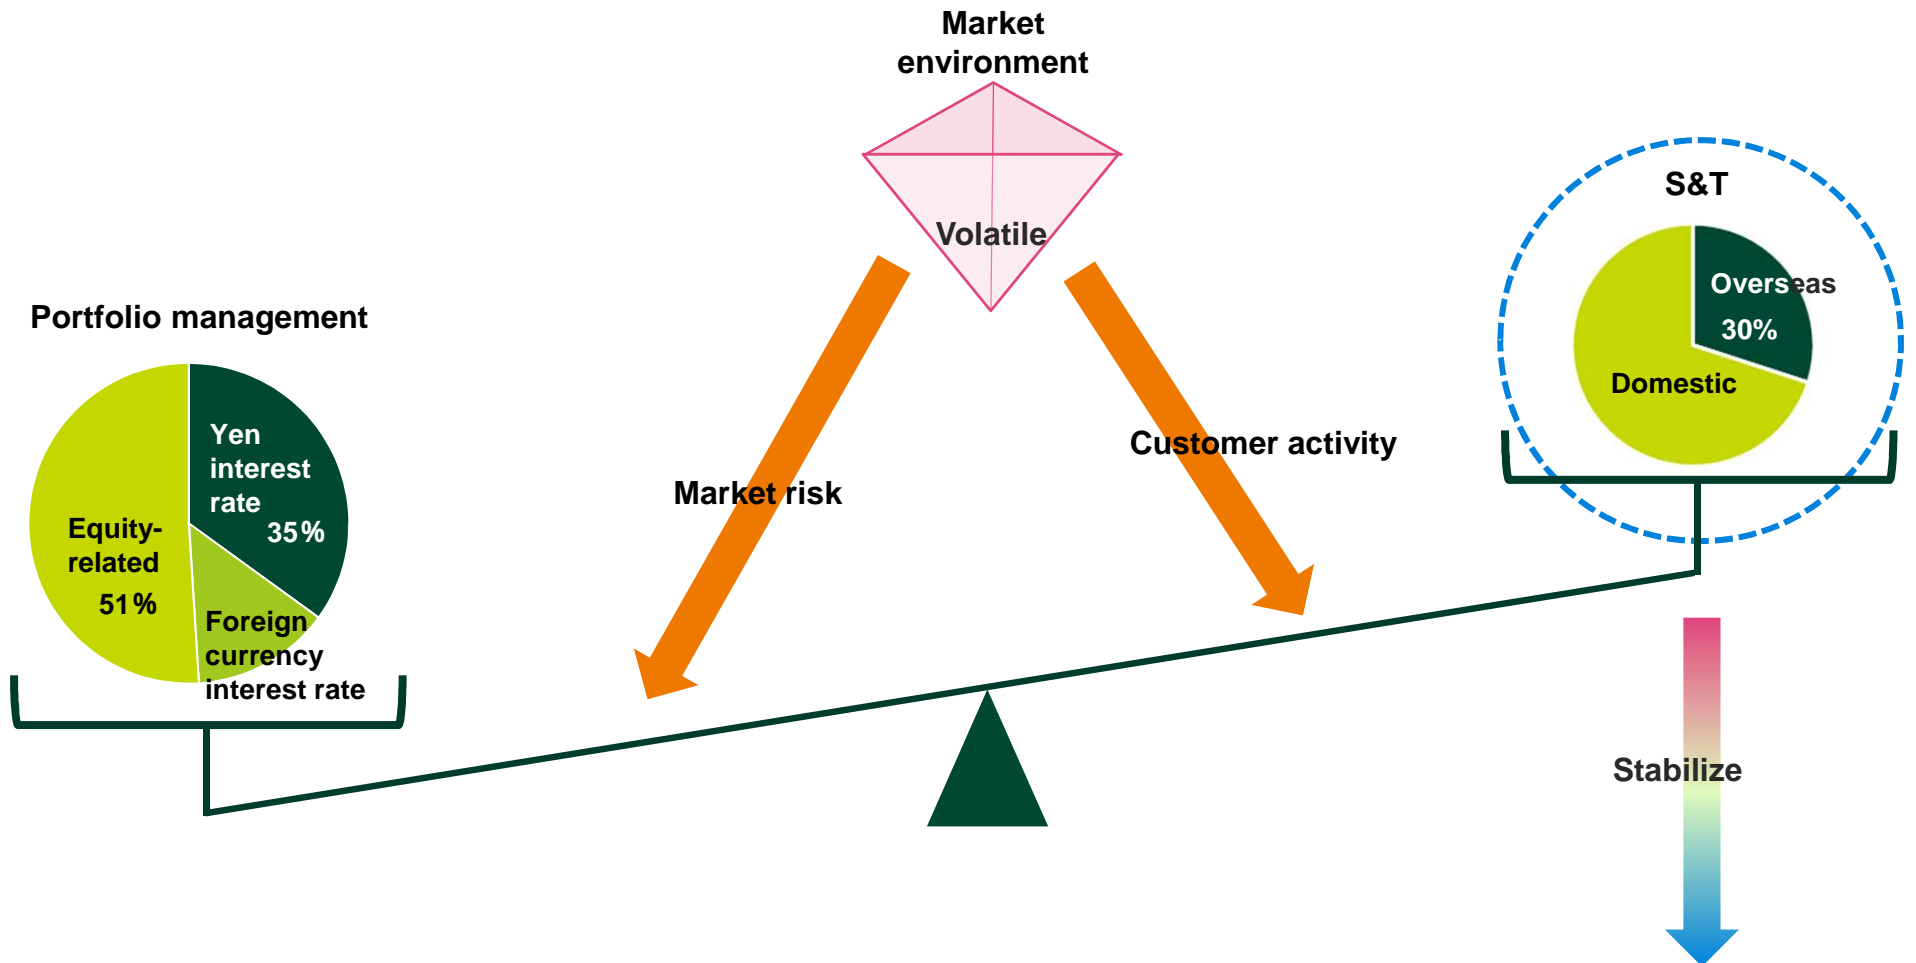 Market
environment
Volatile
S&T
Overseas
30%
Domestic
Portfolio management
Yen
interest
rate
35%
Equity-
related
51%
Foreign
currency
interest rate
Market risk
Customer activity
Stabilize